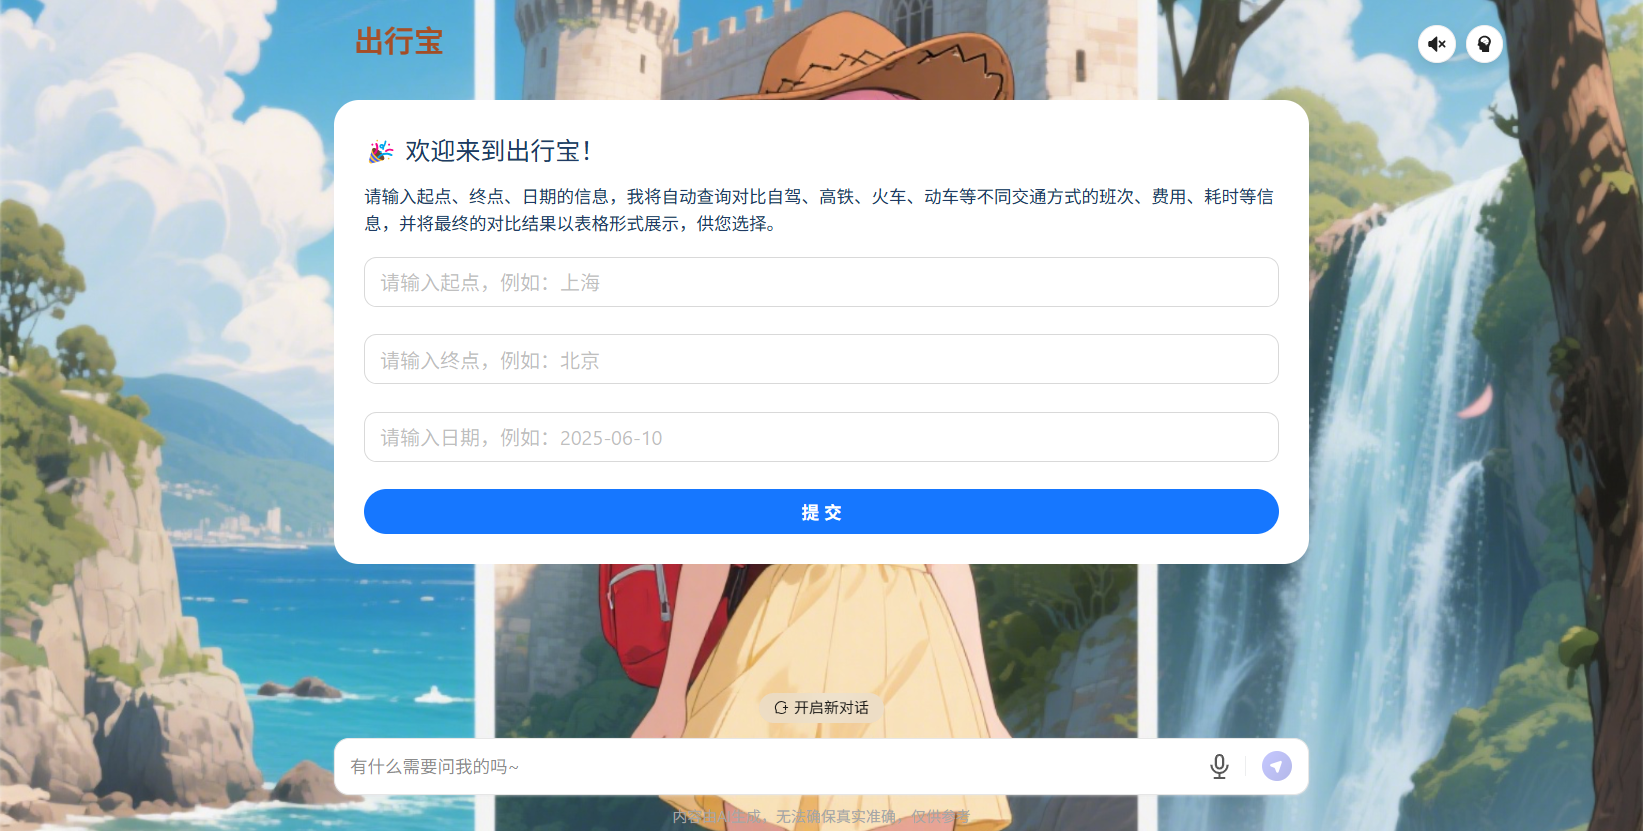 出行宝
🎉 欢迎来到出行宝！
请输入起点、终点、日期的信息，我将自动查询对比自驾、高铁、火车、动车等不同交通方式的班次、费用、耗时等信
息，并将最终的对比结果以表格形式展示，供您选择。
请输入起点，例如：上海
请输入终点，例如：北京
请输入日期，例如：2025-06-10
提 交
开启新对话
有什么需要问我的吗~
内容由AI生成，无法确保真实准确，仅供参考